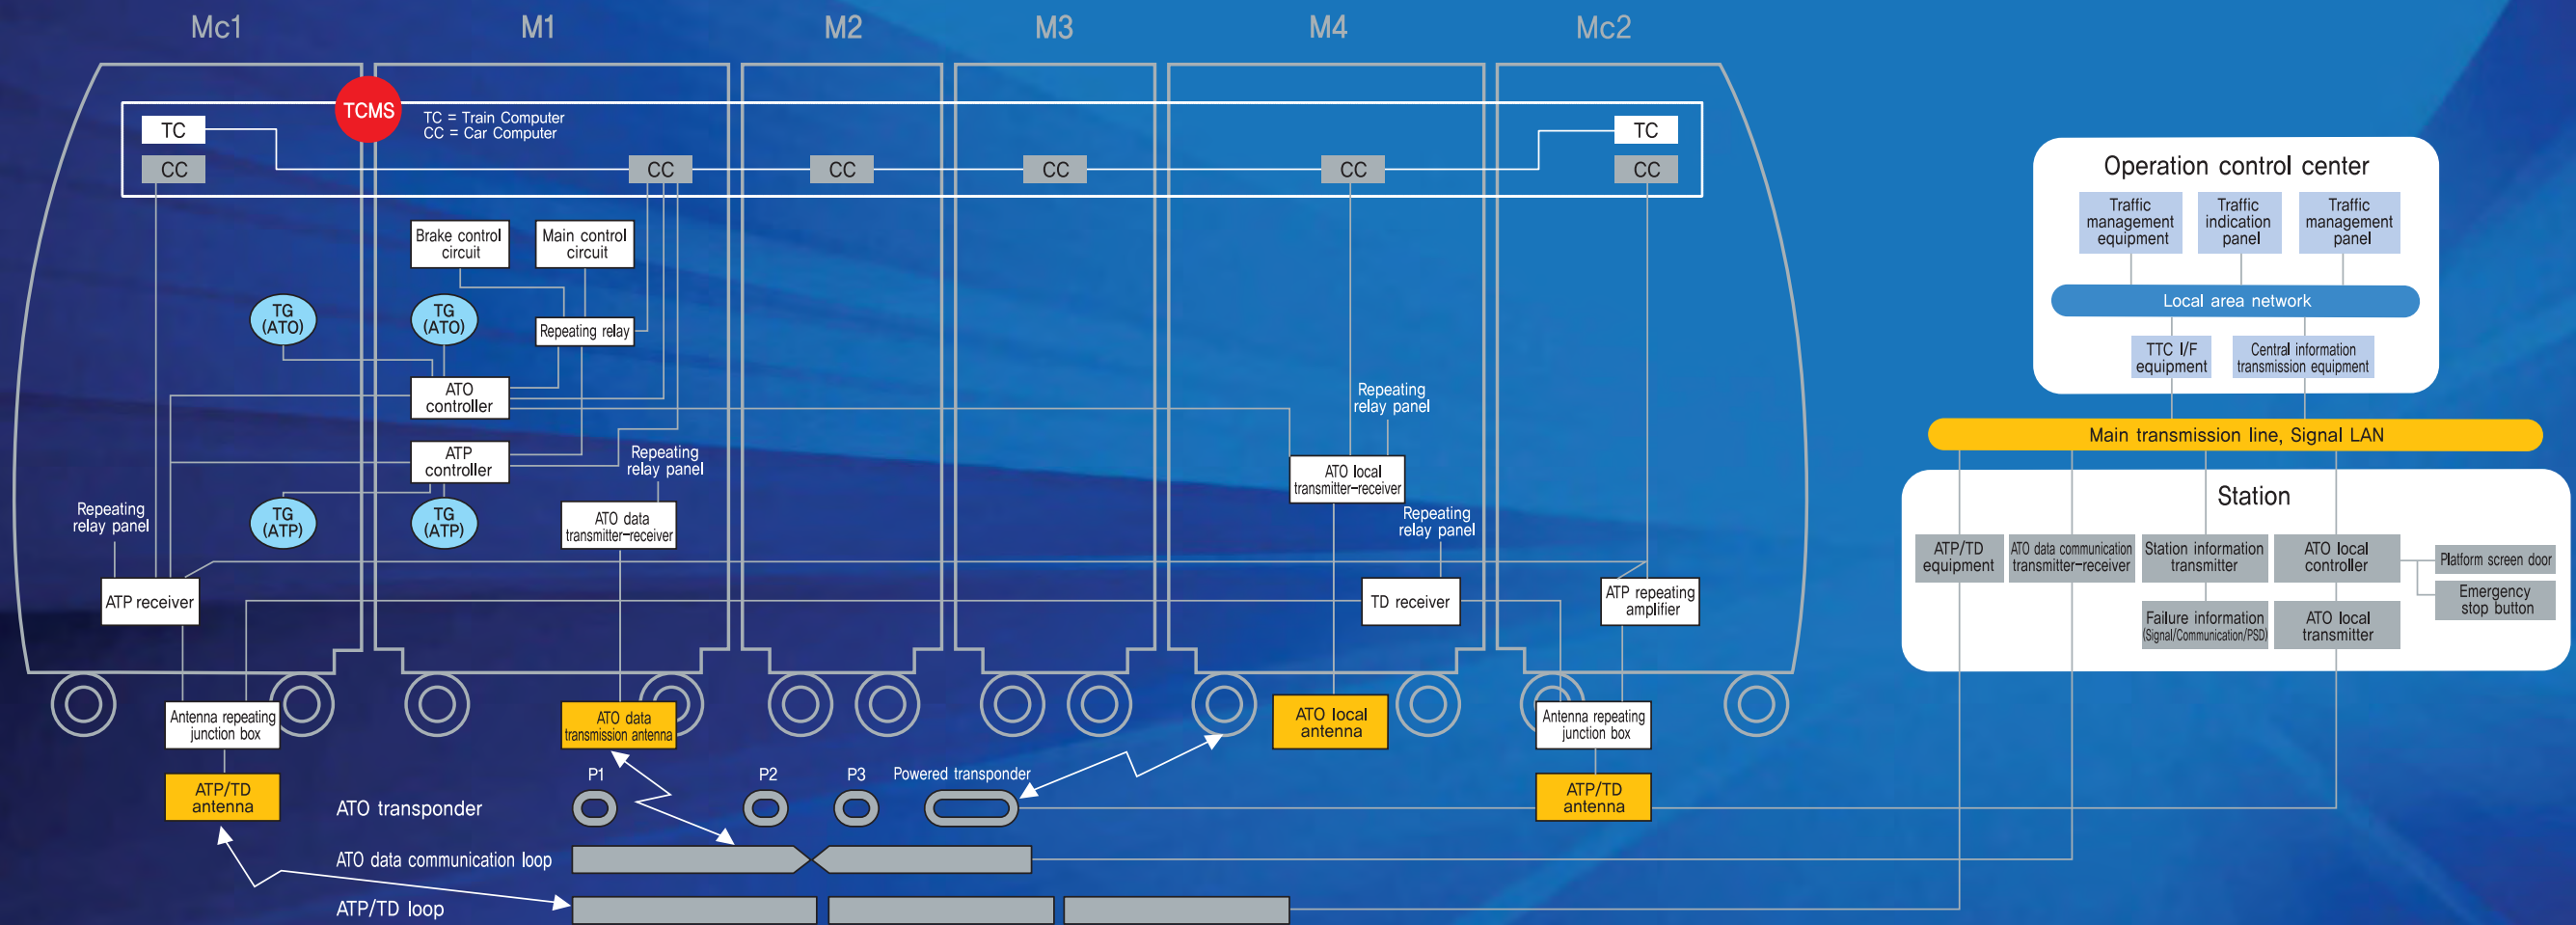 Mc1
M1
M2
M3
M4
Mc2
TCMS
TC = Train Computer
CC = Car Computer
TC
CC
CC
CC
CC
CC
TC
CC
Brake control
circuit
Main control
circuit
TG
(ATO)
TG
(ATO)
Repeating relay
ATO
controller
ATP
controller
Repeating
relay panel
TG
(ATP)
TG
(ATP)
ATO data
transmitter-receiver
Repeating
relay panel
ATP receiver
Repeating
relay panel
ATO local
transmitter-receiver
Repeating
relay panel
TD receiver
ATP repeating
amplifier
Antenna repeating
junction box
ATP/TD
antenna
ATO data
transmission antenna
ATO local
antenna
Antenna repeating
junction box
ATP/TD
antenna
ATO transponder
P1
P2
P3
Powered transponder
ATO data communication loop
ATP/TD loop
Operation control center
Traffic
management
equipment
Traffic
indication
panel
Traffic
management
panel
Local area network
TTC I/F
equipment
Central information
transmission equipment
Main transmission line, Signal LAN
Station
ATP/TD
equipment
ATO data communication
transmitter-receiver
Station information
transmitter
ATO local
controller
Platform screen door
Emergency
stop button
Failure information
(Signal/Communication/PSD)
ATO local
transmitter